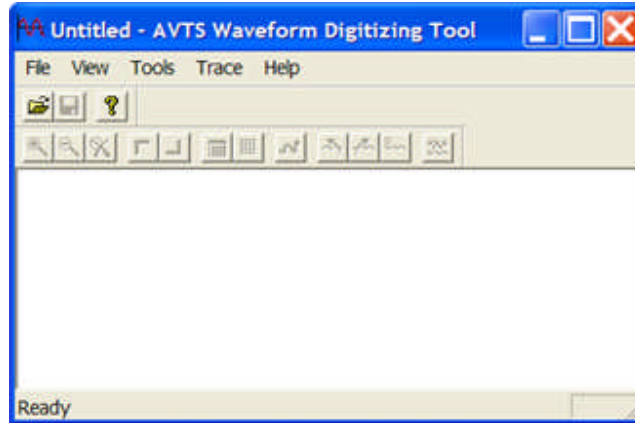 Untitled - AVTS Waveform Digitizing Tool
File View Tools Trace Help
Ready